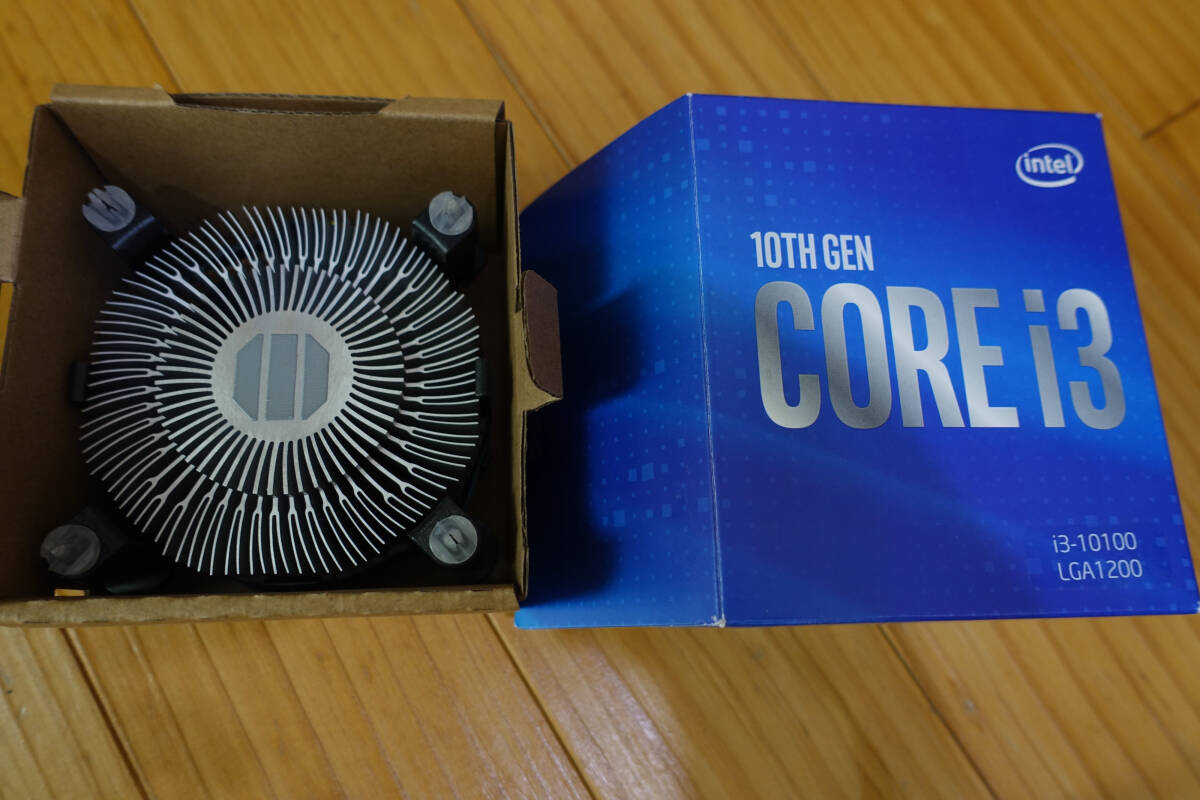 intel
10TH GEN
CORE i3
i3-10100
LGA1200